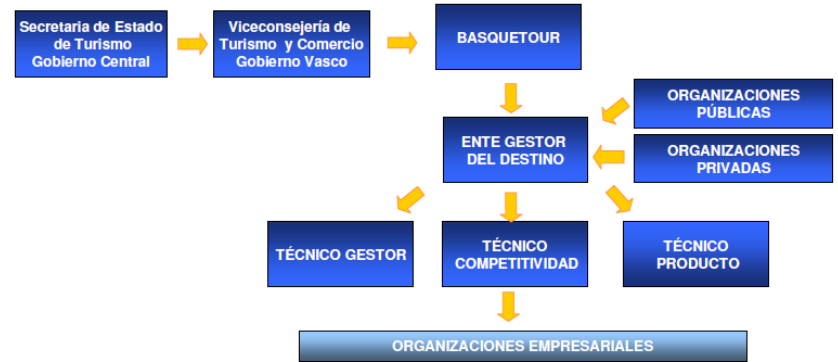 Secretaria de Estado
de Turismo
Gobierno Central
Viceconsejería de
Turismo y Comercio
Gobierno Vasco
BASQUETOUR
ORGANIZACIONES
PÚBLICAS
ENTE GESTOR
DEL DESTINO
ORGANIZACIONES
PRIVADAS
TÉCNICO GESTOR
TÉCNICO
COMPETITIVIDAD
TÉCNICO
PRODUCTO
ORGANIZACIONES EMPRESARIALES